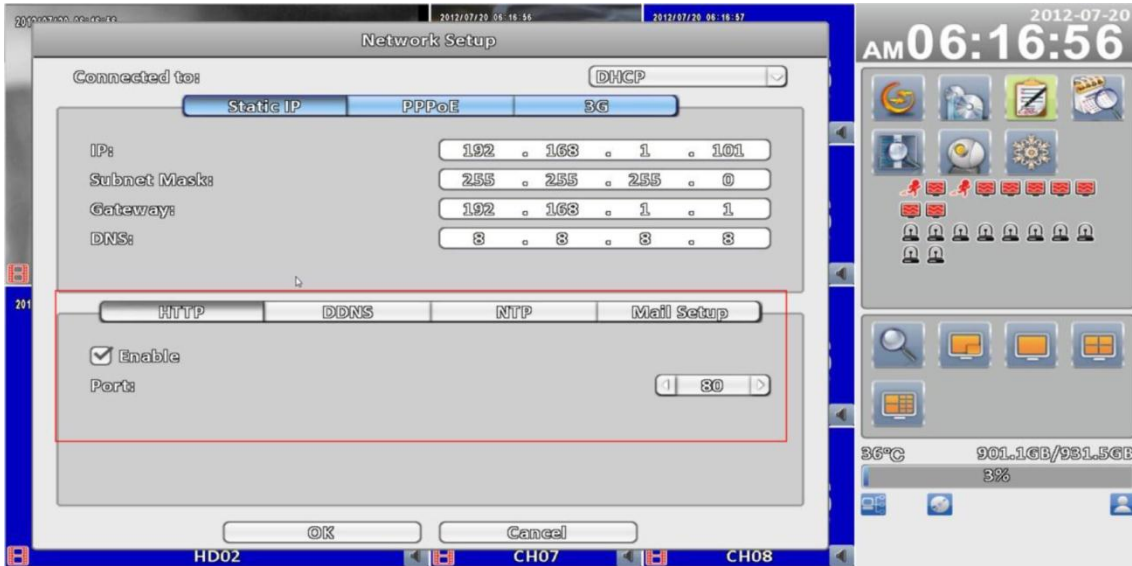 2012/07/20 06:16:56
2012/07/20 06:16:57
Network Setup
Connected to:
DHCP
Static IP
PPPoE
3G
IP:
192 . 168 . 1 . 101
Subnet Mask:
255 . 255 . 255 . 0
Gateway:
192 . 168 . 1 . 1
DNS:
8 . 8 . 8 . 8
201
HTTP
DDNS
NTP
Mail Setup
Enable
Port:
80
OK
Cancel
HD02
CH07
CH08
2012-07-20
AM06:16:56
36°C
901.1GB/931.5GB
3%